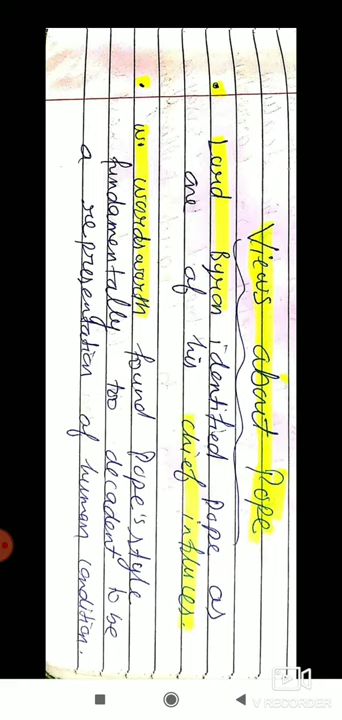 Views about Pope
• Lord Byron identified Pope as
one of his chief influces.
• W. Wordsworth found Pope's style
fundamentally too decadent to be
a representation of human condition.
V RECORDER